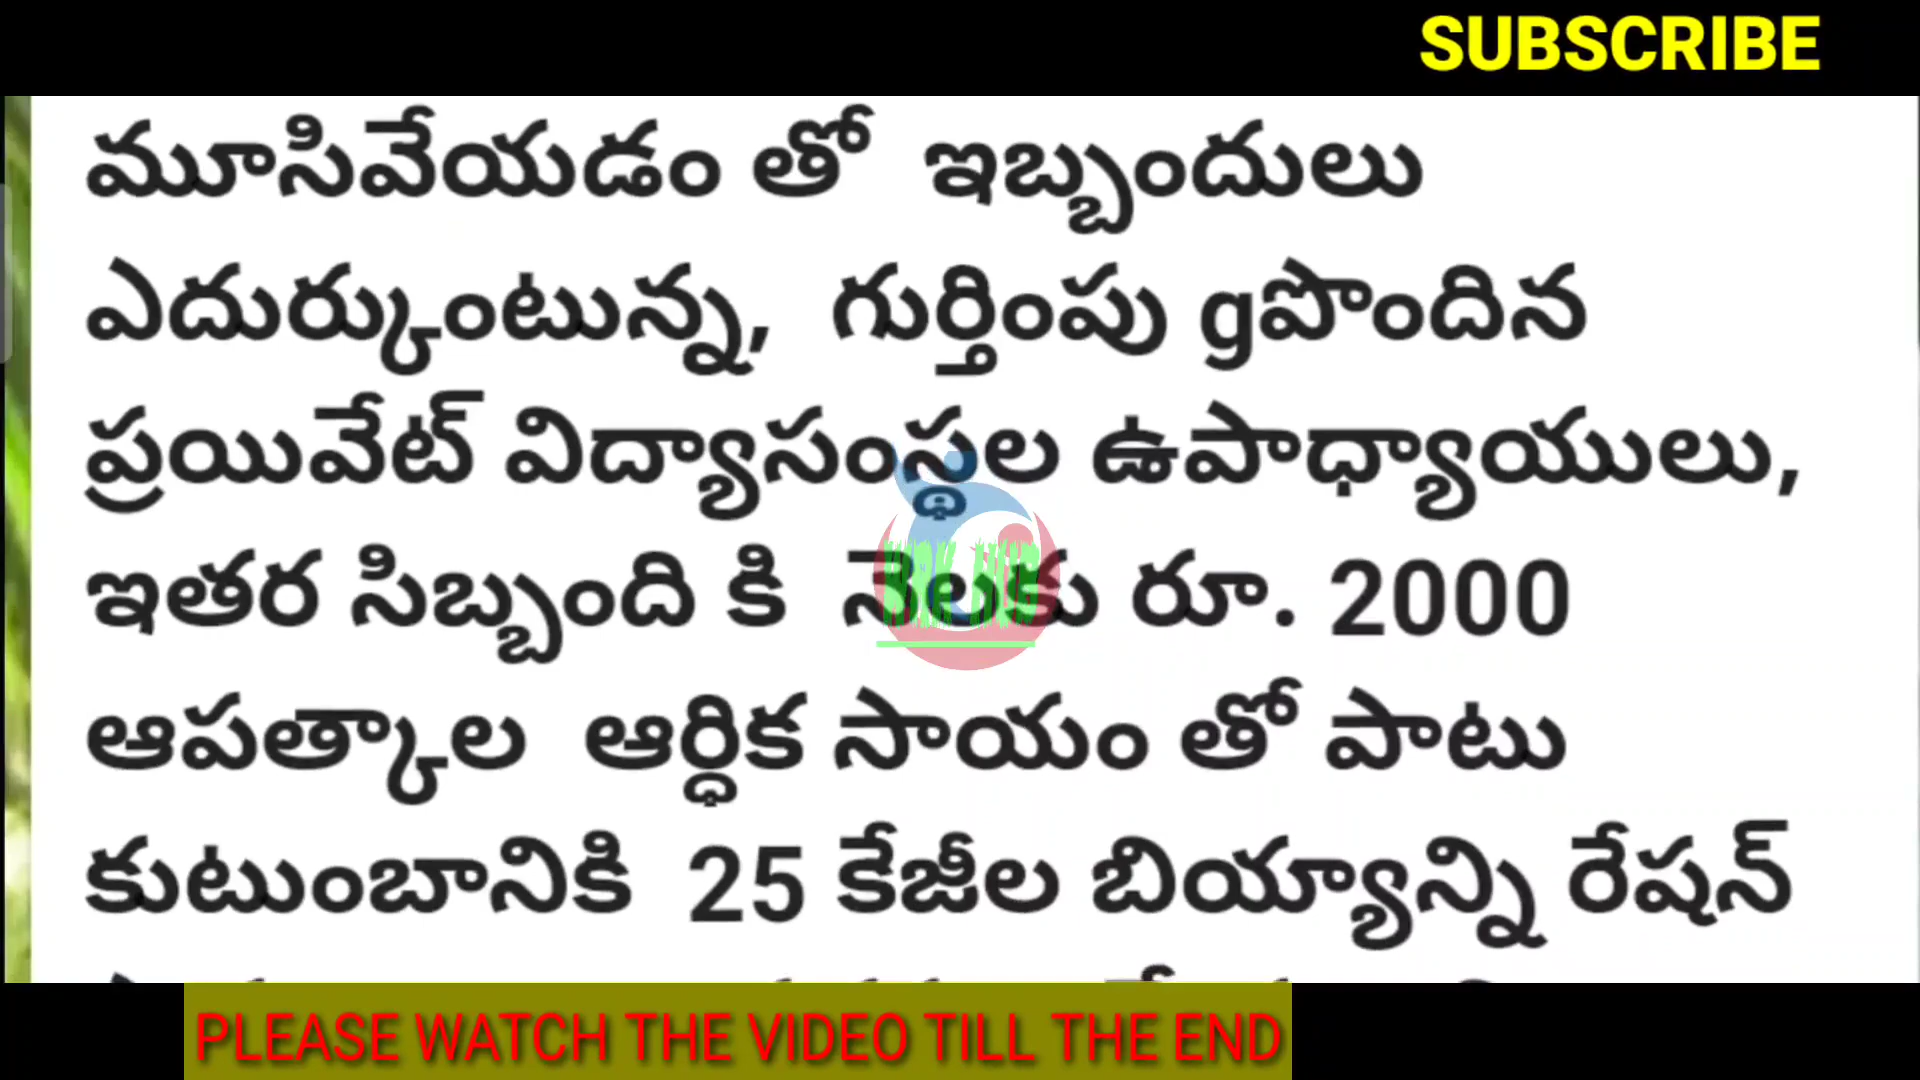 SUBSCRIBE
మూసివేయడం తో ఇబ్బందులు
ఎదుర్కుంటున్న, గుర్తింపు gపొందిన
ప్రయివేట్ విద్యాసంస్థల ఉపాధ్యాయులు,
ఇతర సిబ్బంది కి నెలకు రూ. 2000
ఆపత్కాల ఆర్ధిక సాయం తో పాటు
కుటుంబానికి 25 కేజీల బియ్యాన్ని రేషన్
PLEASE WATCH THE VIDEO TILL THE END